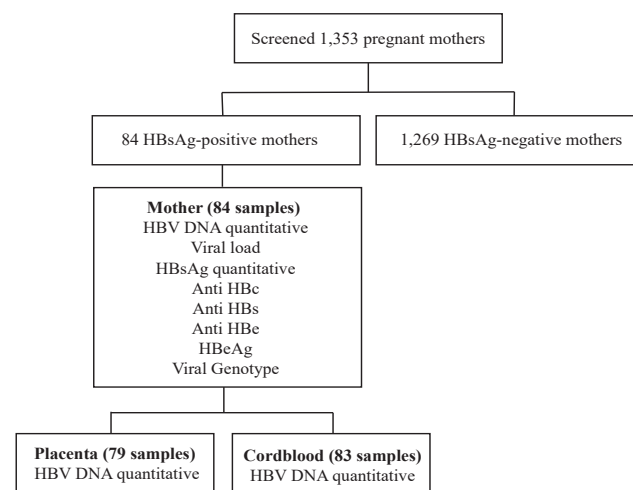 Screened 1,353 pregnant mothers
84 HBsAg-positive mothers
1,269 HBsAg-negative mothers
Mother (84 samples)
HBV DNA quantitative
Viral load
HBsAg quantitative
Anti HBc
Anti HBs
Anti HBe
HBeAg
Viral Genotype
Placenta (79 samples)
HBV DNA quantitative
Cordblood (83 samples)
HBV DNA quantitative